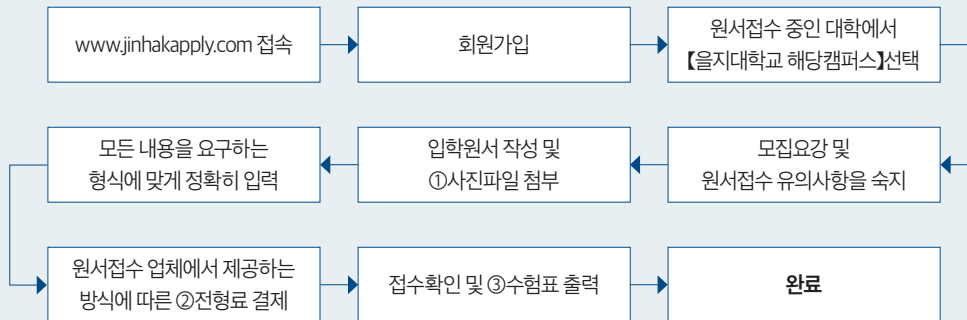 www.jinhakapply.com 접속
회원가입
원서접수 중인 대학에서
【을지대학교 해당캠퍼스】선택
모집요강 및
원서접수 유의사항을 숙지
입학원서 작성 및
①사진파일 첨부
모든 내용을 요구하는
형식에 맞게 정확히 입력
원서접수 업체에서 제공하는
방식에 따른 ②전형료 결제
접수확인 및 ③수험표 출력
완료